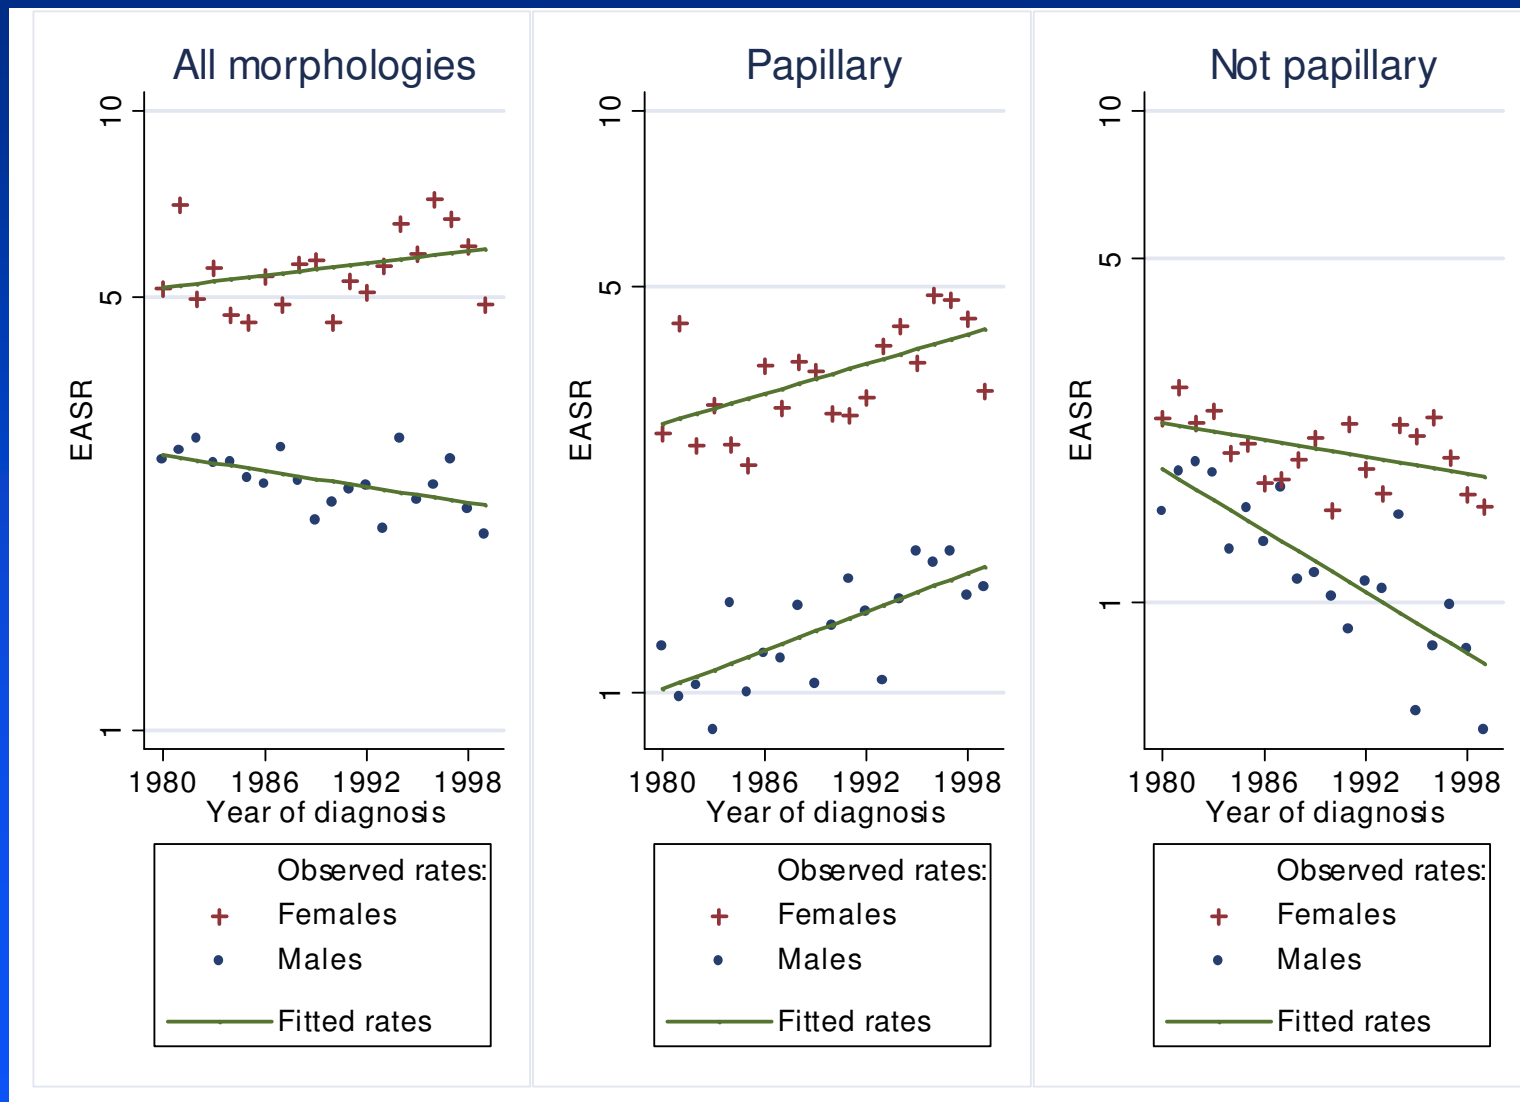 All morphologies
10
5
1
EASR
1980 1986 1992 1998
Year of diagnosis
Observed rates:
Females
Males
Fitted rates
Papillary
10
5
1
EASR
1980 1986 1992 1998
Year of diagnosis
Observed rates:
Females
Males
Fitted rates
Not papillary
10
5
1
EASR
1980 1986 1992 1998
Year of diagnosis
Observed rates:
Females
Males
Fitted rates